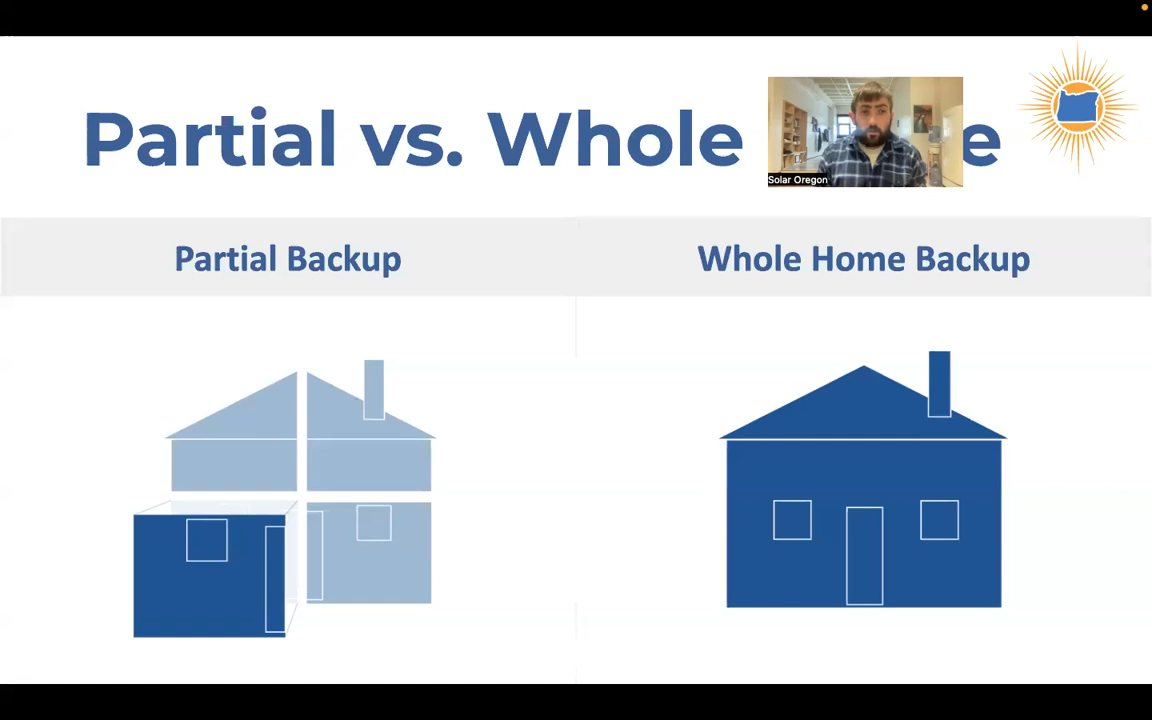 Partial vs. Whole e
Solar Oregon
Partial Backup
Whole Home Backup